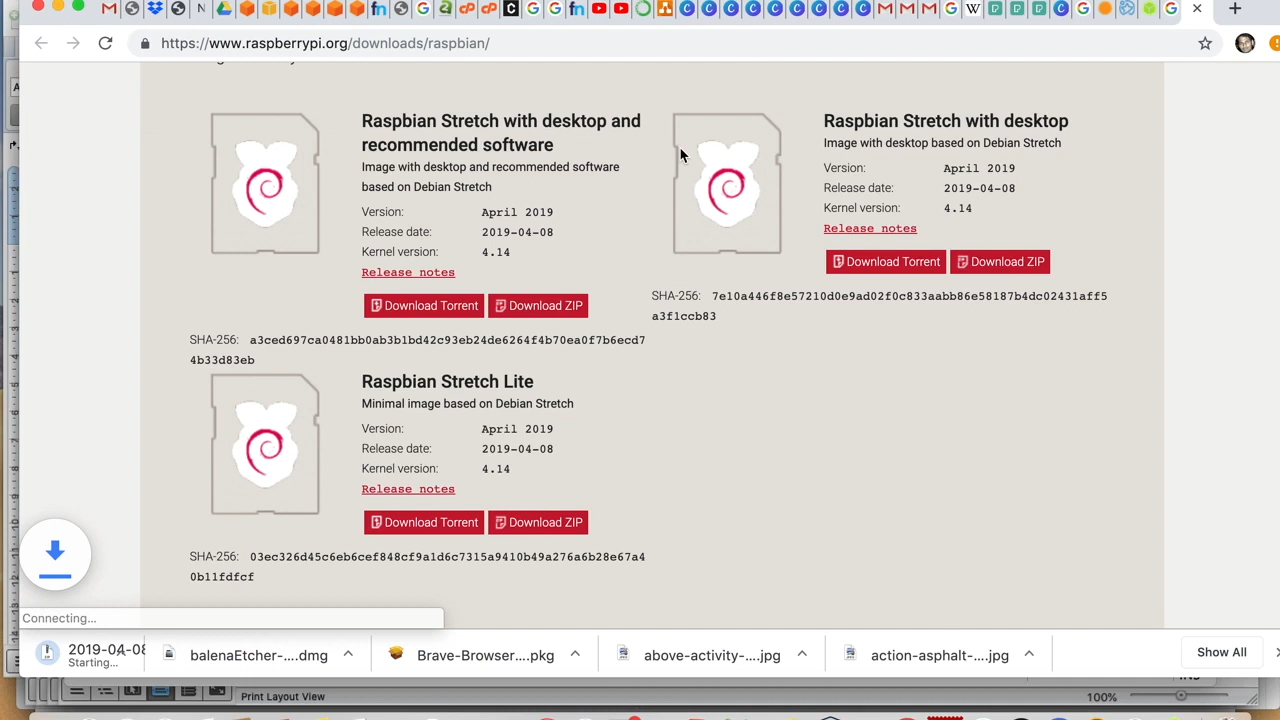 https://www.raspberrypi.org/downloads/raspbian/
Raspbian Stretch with desktop and
recommended software
Image with desktop and recommended software
based on Debian Stretch
Version: April 2019
Release date: 2019-04-08
Kernel version: 4.14
Release notes
Download Torrent Download ZIP
SHA-256: a3ced697ca0481bb0ab3b1bd42c93eb24de6264f4b70ea0f7b6ecd7
4b33d83eb
Raspbian Stretch with desktop
Image with desktop based on Debian Stretch
Version: April 2019
Release date: 2019-04-08
Kernel version: 4.14
Release notes
Download Torrent Download ZIP
SHA-256: 7e10a446f8e57210d0e9ad02f0c833aabb86e58187b4dc02431aff5
a3f1ccb83
Raspbian Stretch Lite
Minimal image based on Debian Stretch
Version: April 2019
Release date: 2019-04-08
Kernel version: 4.14
Release notes
Download Torrent Download ZIP
SHA-256: 03ec326d45c6eb6cef848cf9a1d6c7315a9410b49a276a6b28e67a4
0b11fdfcf
Connecting...
2019-04-08
Starting...
balenaEtcher-....dmg
Brave-Browser....pkg
above-activity-....jpg
action-asphalt-....jpg
Show All
Print Layout View
100%